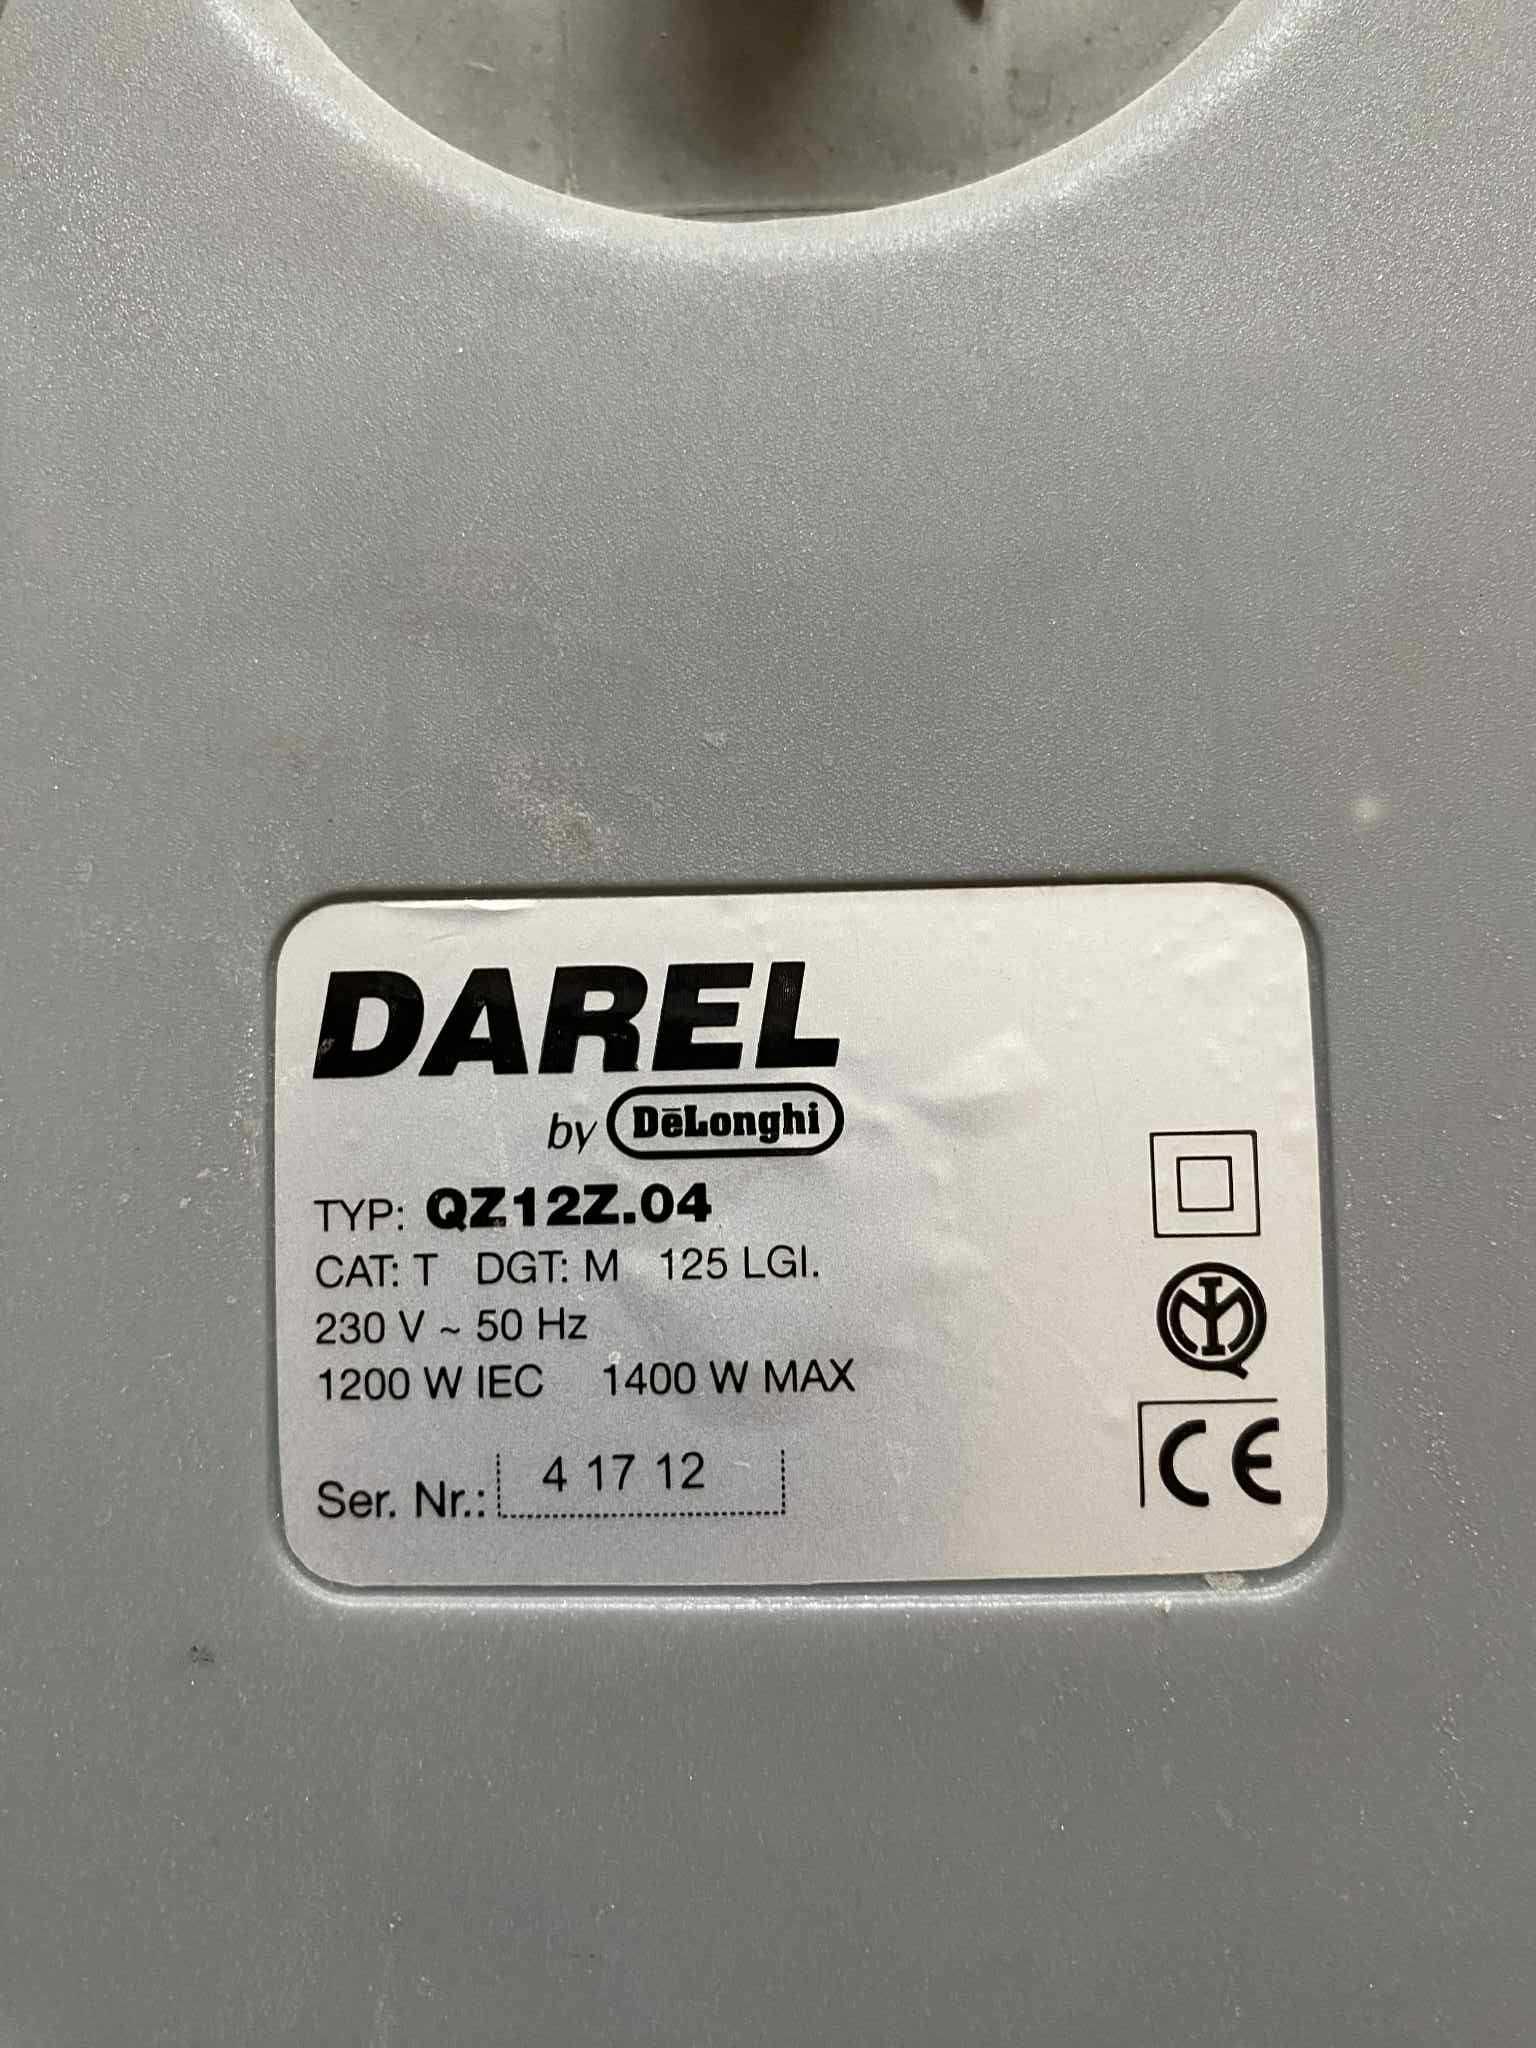 DAREL
by DēLonghi
TYP: QZ12Z.04
CAT: T DGT: M 125 LGI.
230 V ~ 50 Hz
1200 W IEC 1400 W MAX
Ser. Nr.: 4 17 12
CE